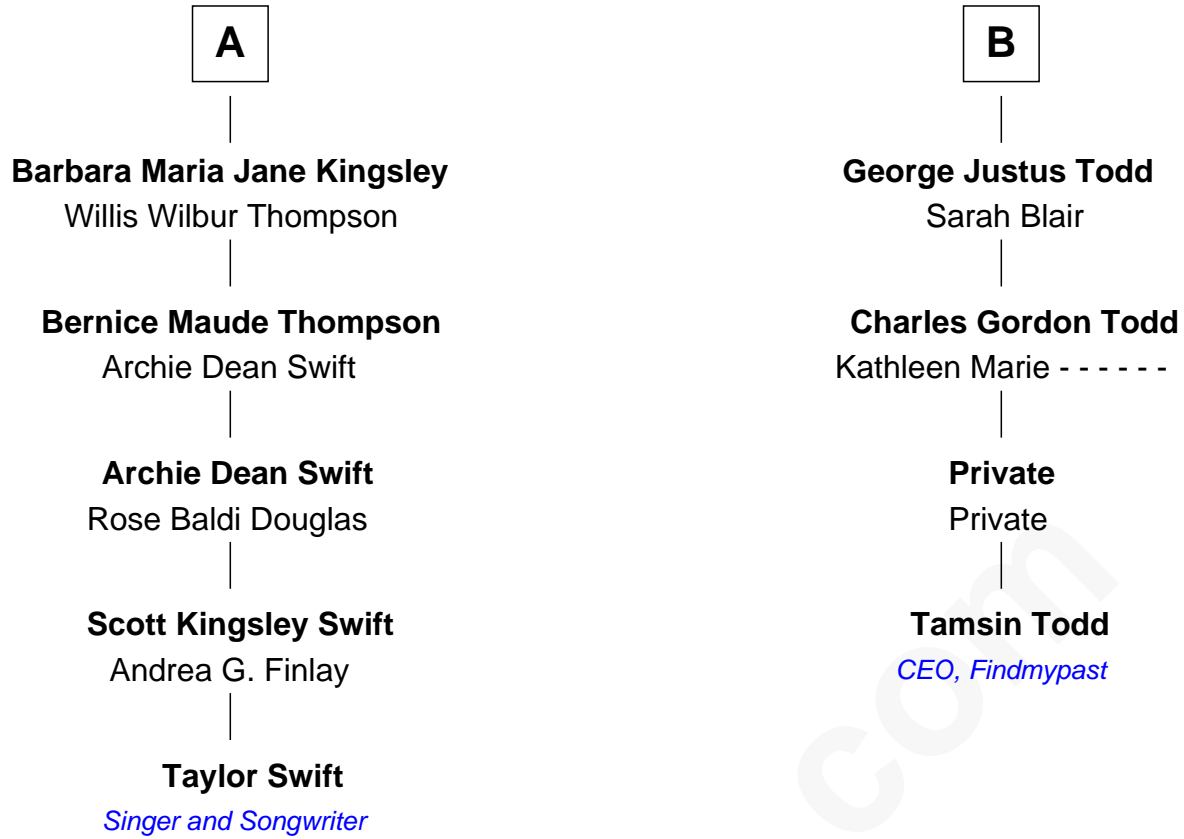 A
Barbara Maria Jane Kingsley
Willis Wilbur Thompson
Bernice Maude Thompson
Archie Dean Swift
Archie Dean Swift
Rose Baldi Douglas
Scott Kingsley Swift
Andrea G. Finlay
Taylor Swift
Singer and Songwriter
B
George Justus Todd
Sarah Blair
Charles Gordon Todd
Kathleen Marie - - - - - -
Private
Private
Tamsin Todd
CEO, Findmypast
com